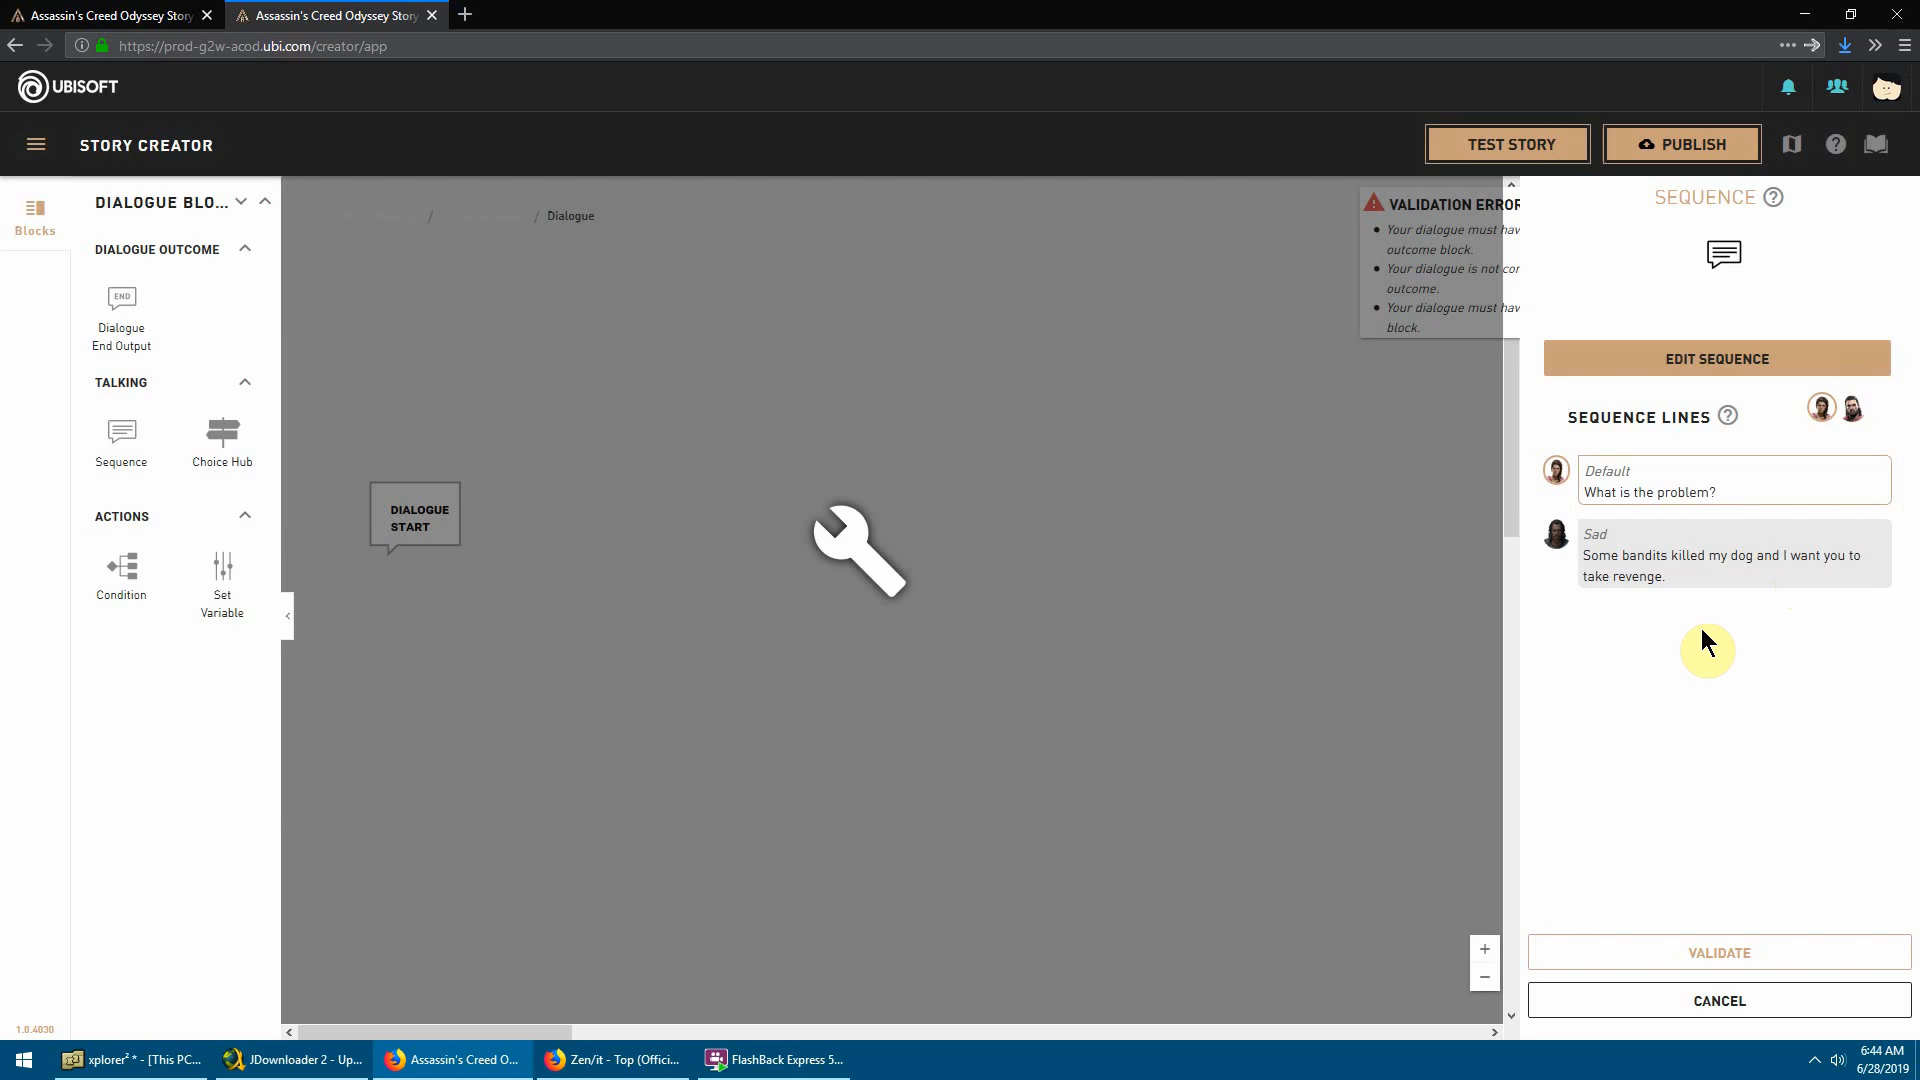 Assassin's Creed Odyssey Story
Assassin's Creed Odyssey Story
https://prod-g2w-acod.ubi.com/creator/app
UBISOFT
STORY CREATOR
TEST STORY
PUBLISH
Blocks
DIALOGUE BLO...
DIALOGUE OUTCOME
END
Dialogue
End Output
TALKING
Sequence
Choice Hub
ACTIONS
Condition
Set
Variable
1.0.4030
/ / Dialogue
DIALOGUE
START
VALIDATION ERROR
Your dialogue must hav
outcome block.
Your dialogue is not con
outcome.
Your dialogue must hav
block.
SEQUENCE
EDIT SEQUENCE
SEQUENCE LINES
Default
What is the problem?
Sad
Some bandits killed my dog and I want you to
take revenge.
VALIDATE
CANCEL
xplorer² * - [This PC...
JDownloader 2 - Up...
Assassin's Creed O...
Zen/it - Top (Offici...
FlashBack Express 5...
6:44 AM
6/28/2019